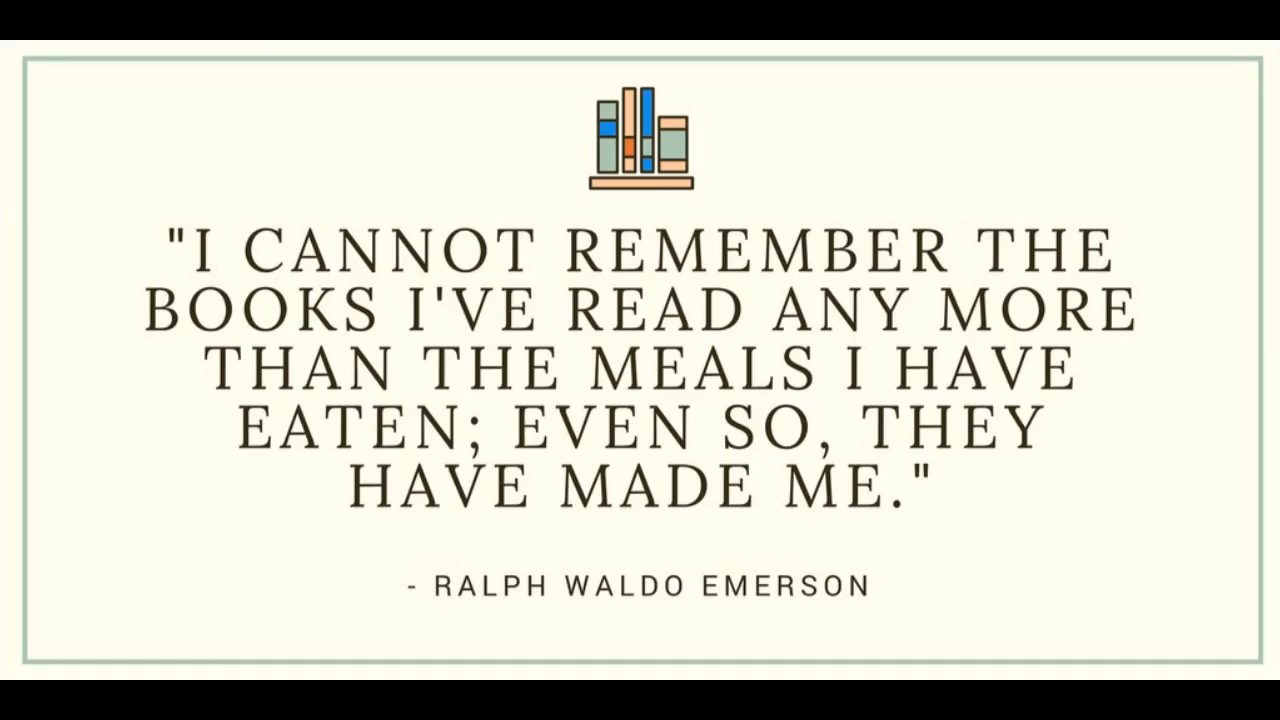 "I CANNOT REMEMBER THE
BOOKS I'VE READ ANY MORE
THAN THE MEALS I HAVE
EATEN; EVEN SO, THEY
HAVE MADE ME."
- RALPH WALDO EMERSON